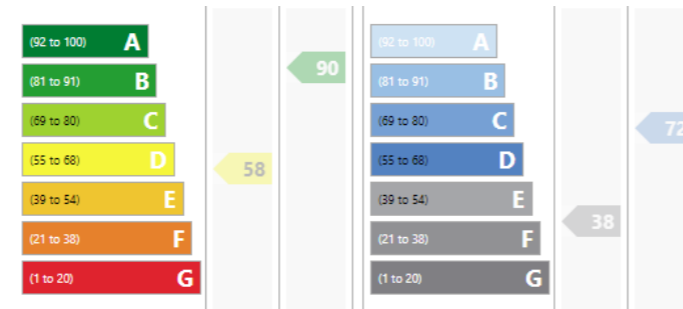 (92 to 100) A
(81 to 91) B
(69 to 80) C
(55 to 68) D
(39 to 54) E
(21 to 38) F
(1 to 20) G
58
90
(92 to 100) A
(81 to 91) B
(69 to 80) C
(55 to 68) D
(39 to 54) E
(21 to 38) F
(1 to 20) G
38
72